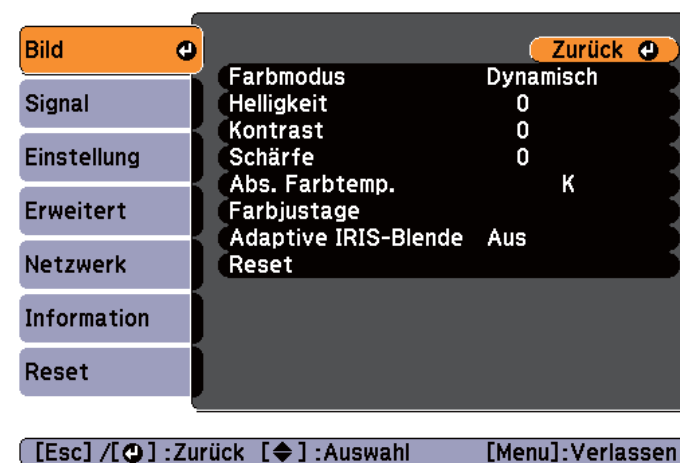 Bild
Signal
Einstellung
Erweitert
Netzwerk
Information
Reset
Zurück
Farbmodus Dynamisch
Helligkeit 0
Kontrast 0
Schärfe 0
Abs. Farbtemp. K
Farbjustage
Adaptive IRIS-Blende Aus
Reset
[Esc] /[ ] :Zurück [ ] :Auswahl [Menu]:Verlassen